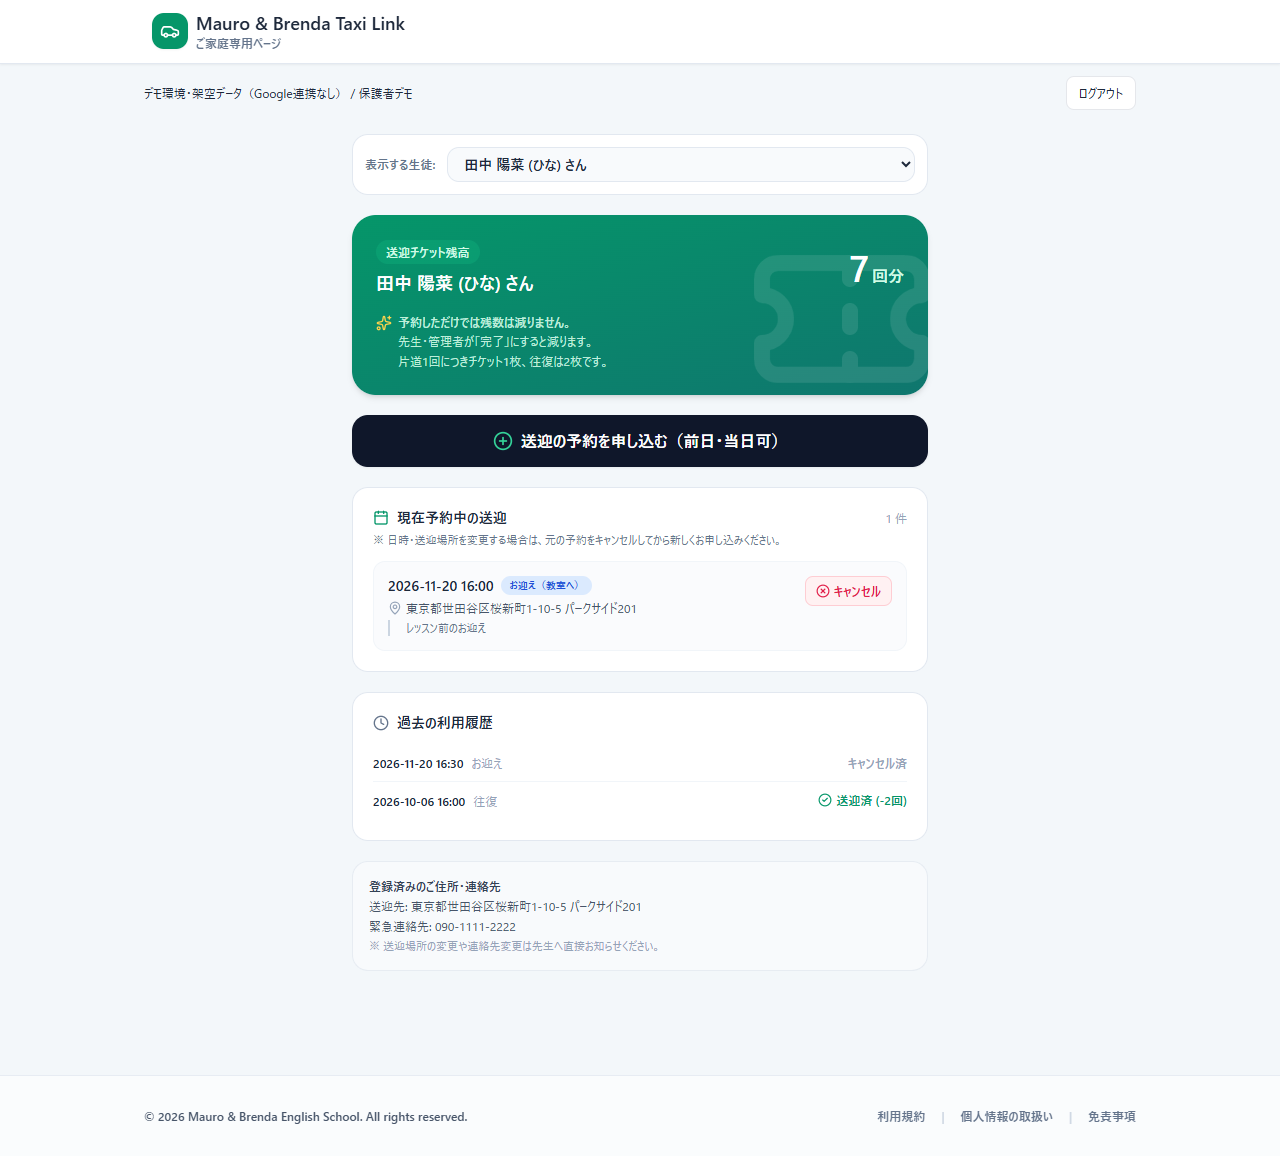 Mauro & Brenda Taxi Link
ご家庭専用ページ
デモ環境・架空データ（Google連携なし） / 保護者デモ
ログアウト
表示する生徒:
田中 陽菜 (ひな) さん
送迎チケット残高
田中 陽菜 (ひな) さん
7 回分
予約しただけでは残数は減りません。
先生・管理者が「完了」にすると減ります。
片道1回につきチケット1枚、往復は2枚です。
送迎の予約を申し込む（前日・当日可）
現在予約中の送迎
1 件
※ 日時・送迎場所を変更する場合は、元の予約をキャンセルしてから新しくお申し込みください。
2026-11-20 16:00 お迎え（教室へ）
キャンセル
東京都世田谷区桜新町1-10-5 パークサイド201
レッスン前のお迎え
過去の利用履歴
2026-11-20 16:30 お迎え
キャンセル済
2026-10-06 16:00 往復
送迎済 (-2回)
登録済みのご住所・連絡先
送迎先: 東京都世田谷区桜新町1-10-5 パークサイド201
緊急連絡先: 090-1111-2222
※ 送迎場所の変更や連絡先変更は先生へ直接お知らせください。
© 2026 Mauro & Brenda English School. All rights reserved.
利用規約 | 個人情報の取扱い | 免責事項